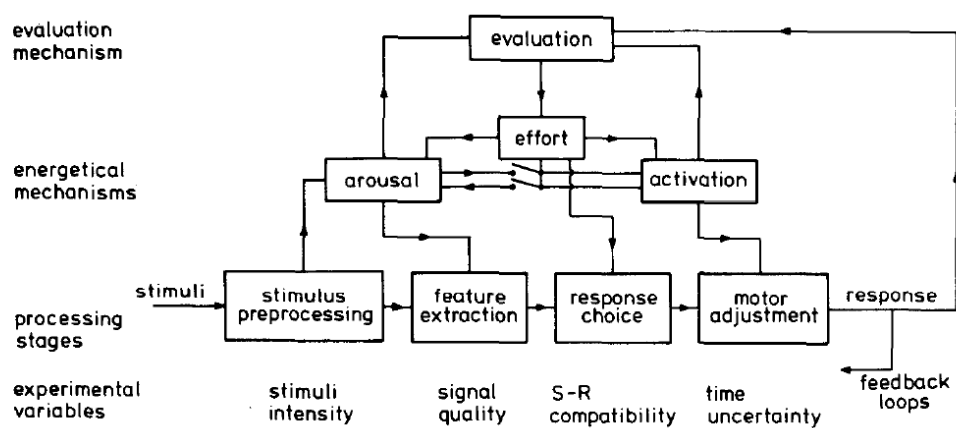 evaluation
mechanism
evaluation
effort
energetical
mechanisms
arousal
activation
stimuli
stimulus
preprocessing
feature
extraction
response
choice
motor
adjustment
response
processing
stages
feedback
loops
experimental
variables
stimuli
intensity
signal
quality
S-R
compatibility
time
uncertainty